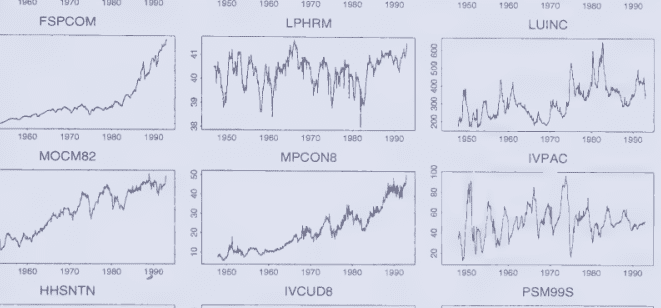 1960 1970 1980 1990 1950 1960 1970 1980 1990 1950 1960 1970 1980 1990
FSPCOM LPHRM LUINC
38 39 40 41
200 300 400 500 600
1960 1970 1980 1990 1950 1960 1970 1980 1990 1950 1960 1970 1980 1990
MOCM82 MPCON8 IVPAC
10 20 30 40 50
20 40 60 80 100
1960 1970 1980 1990 1950 1960 1970 1980 1990 1950 1960 1970 1980 1990
HHSNTN IVCUD8 PSM99S